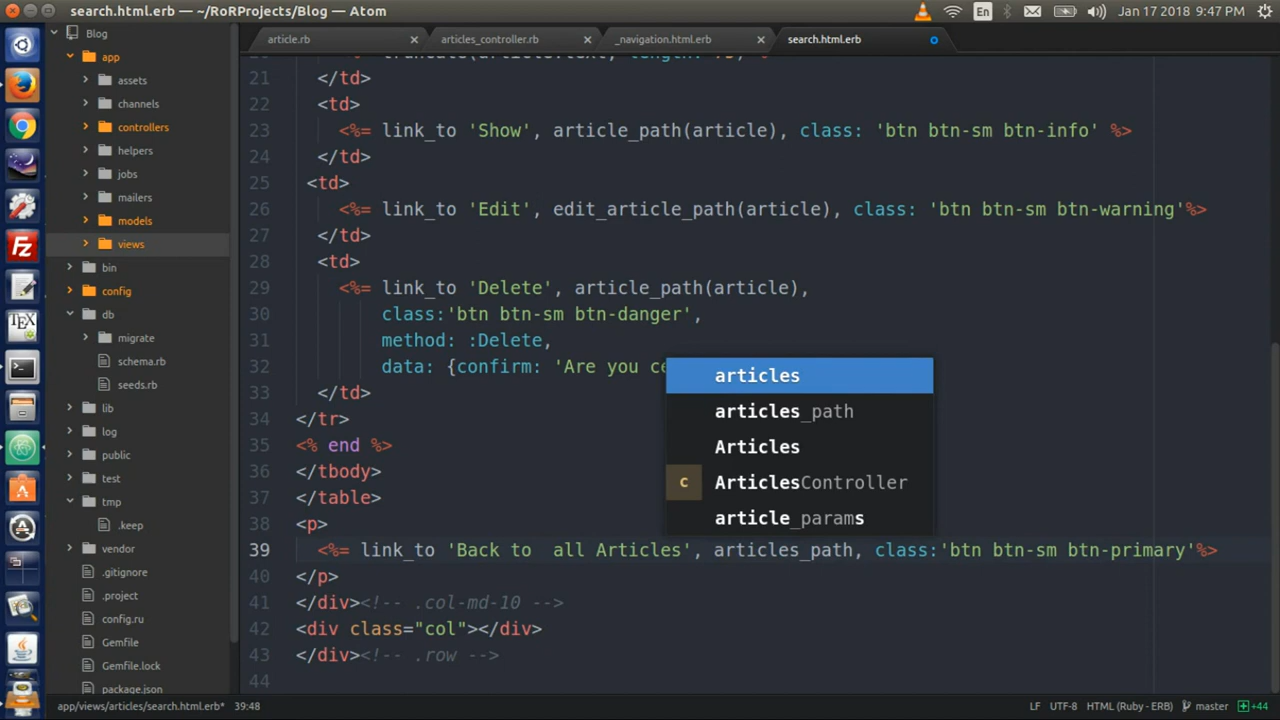 search.html.erb — ~/RoRProjects/Blog — Atom
En
Jan 17 2018 9:47 PM
Blog
app
assets
channels
controllers
helpers
jobs
mailers
models
views
bin
config
db
migrate
schema.rb
seeds.rb
lib
log
public
test
tmp
.keep
vendor
.gitignore
.project
config.ru
Gemfile
Gemfile.lock
package.json
article.rb
articles_controller.rb
_navigation.html.erb
search.html.erb
21 </td>
22 <td>
23 <%= link_to 'Show', article_path(article), class: 'btn btn-sm btn-info' %>
24 </td>
25 <td>
26 <%= link_to 'Edit', edit_article_path(article), class: 'btn btn-sm btn-warning'%>
27 </td>
28 <td>
29 <%= link_to 'Delete', article_path(article),
30 class:'btn btn-sm btn-danger',
31 method: :Delete,
32 data: {confirm: 'Are you ce
33 </td>
34 </tr>
35 <% end %>
36 </tbody>
37 </table>
38 <p>
39 <%= link_to 'Back to  all Articles', articles_path, class:'btn btn-sm btn-primary'%>
40 </p>
41 </div><!-- .col-md-10 -->
42 <div class="col"></div>
43 </div><!-- .row -->
44
articles
articles_path
Articles
c ArticlesController
article_params
app/views/articles/search.html.erb* 39:48
LF UTF-8 HTML (Ruby - ERB) master +44